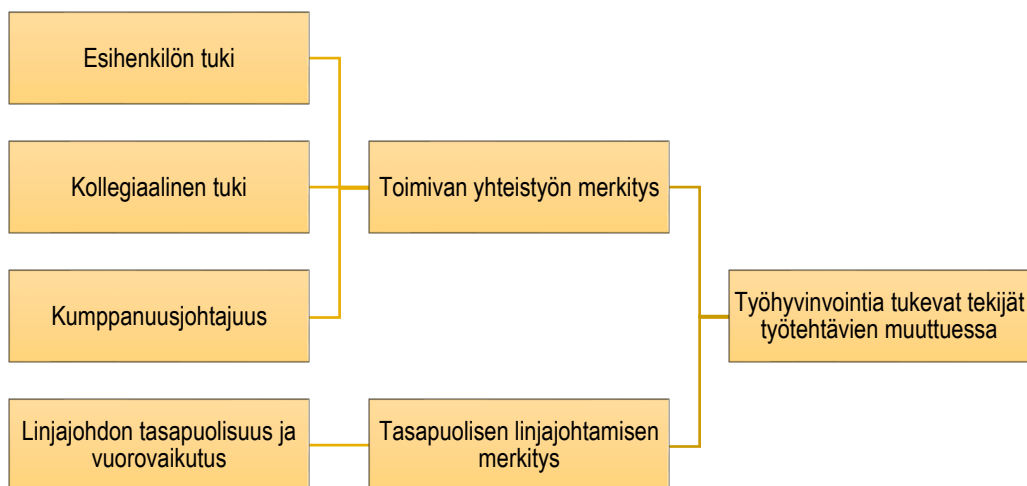 Esihenkilön tuki
Kollegiaalinen tuki
Kumppanuusjohtajuus
Linjajohdon tasapuolisuus ja
vuorovaikutus
Toimivan yhteistyön merkitys
Tasapuolisen linjajohtamisen
merkitys
Työhyvinvointia tukevat tekijät
työtehtävien muuttuessa